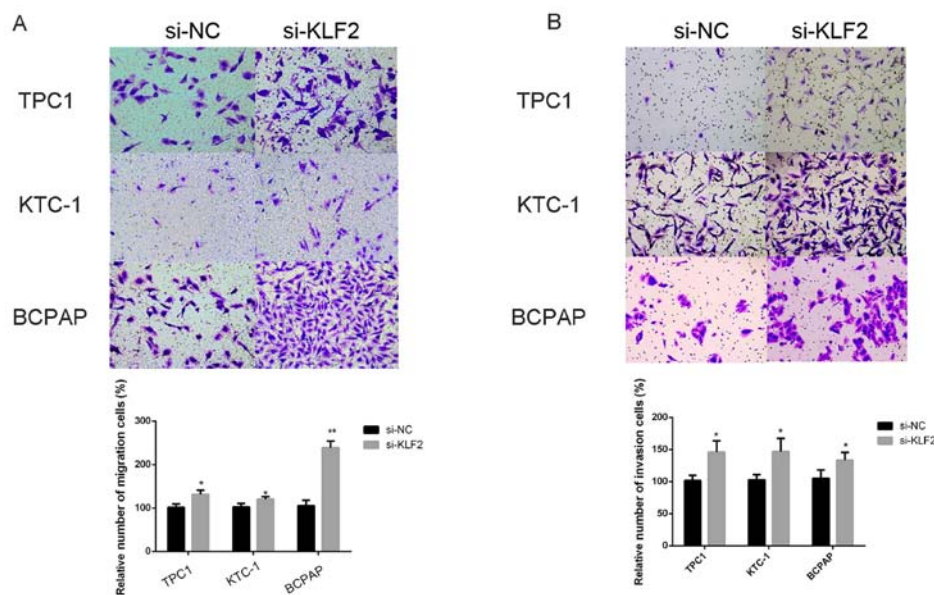 A
si-NC si-KLF2
TPC1
KTC-1
BCPAP
Relative number of migration cells (%)
300
200
100
0
* * **
TPC1 KTC-1 BCPAP
si-NC
si-KLF2
B
si-NC si-KLF2
TPC1
KTC-1
BCPAP
Relative number of invasion cells (%)
200
150
100
50
0
* * *
TPC1 KTC-1 BCPAP
si-NC
si-KLF2